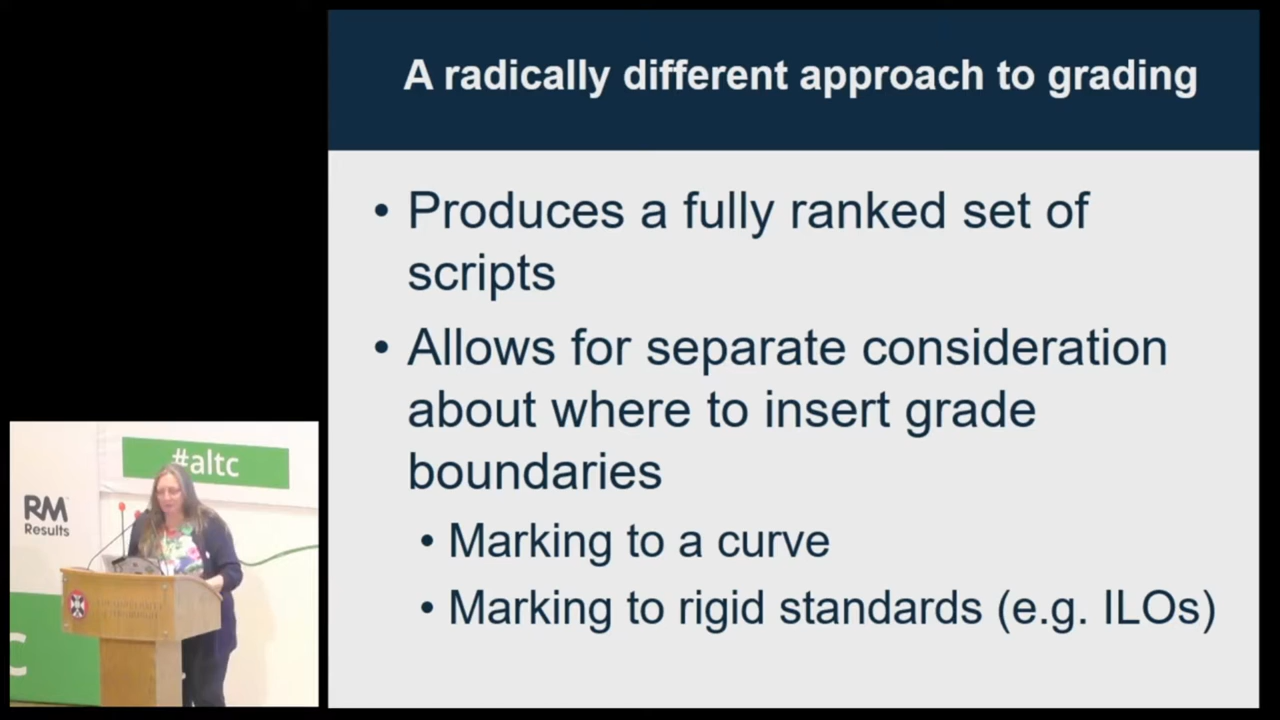 A radically different approach to grading
• Produces a fully ranked set of
scripts
• Allows for separate consideration
about where to insert grade
boundaries
• Marking to a curve
• Marking to rigid standards (e.g. ILOs)
#altc
RM
Results
C